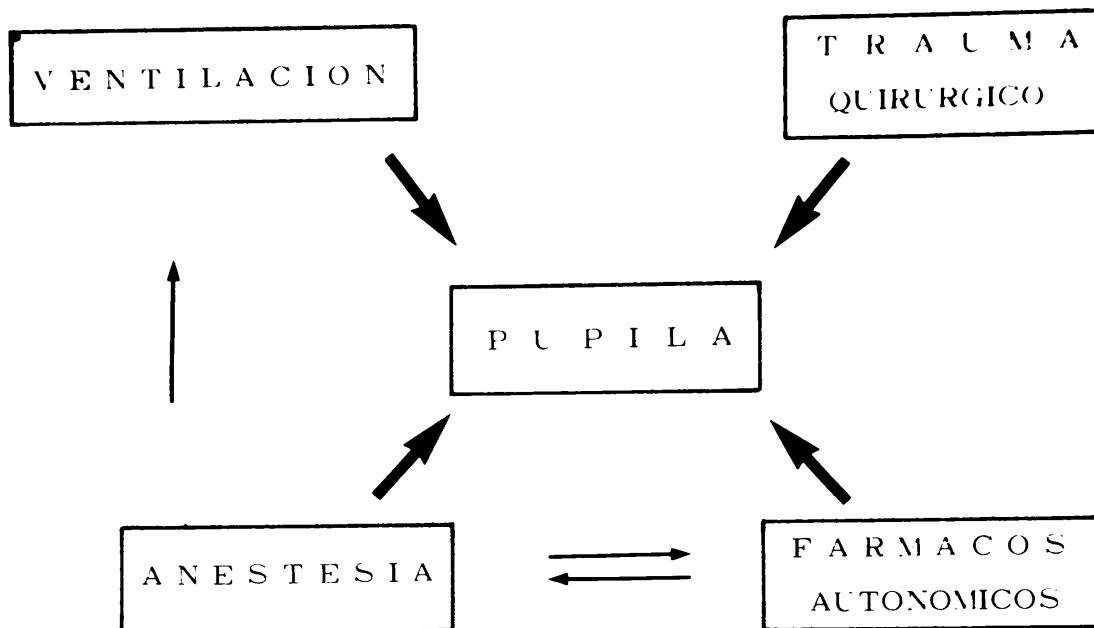 VENTILACION
TRAUMA
QUIRURGICO
PUPILA
ANESTESIA
FARMACOS
AUTONOMICOS